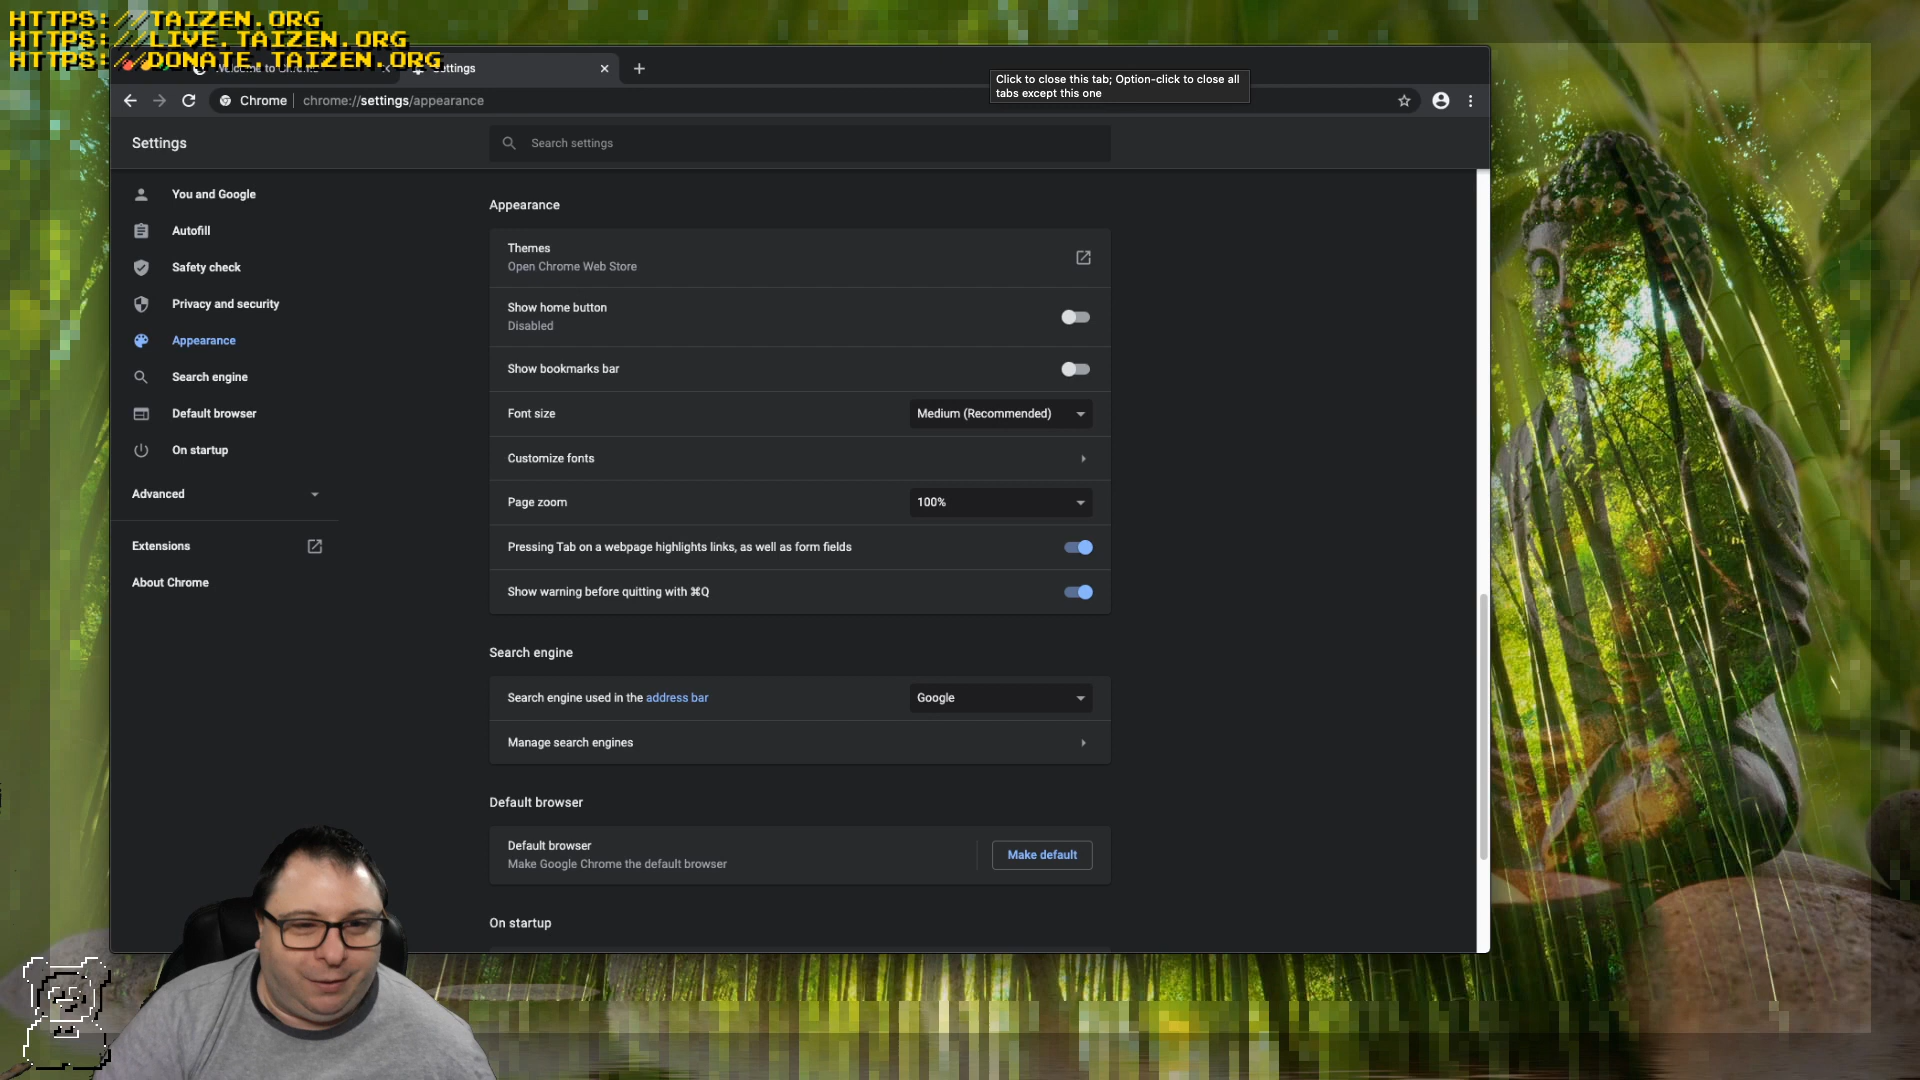 HTTPS://TAIZEN.ORG
HTTPS://LIVE.TAIZEN.ORG
HTTPS://DONATE.TAIZEN.ORG
Welcome to Chrome
Settings
Click to close this tab; Option-click to close all
tabs except this one
Chrome
chrome://settings/appearance
Settings
Search settings
You and Google
Autofill
Safety check
Privacy and security
Appearance
Search engine
Default browser
On startup
Advanced
Extensions
About Chrome
Appearance
Themes
Open Chrome Web Store
Show home button
Disabled
Show bookmarks bar
Font size
Medium (Recommended)
Customize fonts
Page zoom
100%
Pressing Tab on a webpage highlights links, as well as form fields
Show warning before quitting with ⌘Q
Search engine
Search engine used in the address bar
Google
Manage search engines
Default browser
Default browser
Make Google Chrome the default browser
Make default
On startup